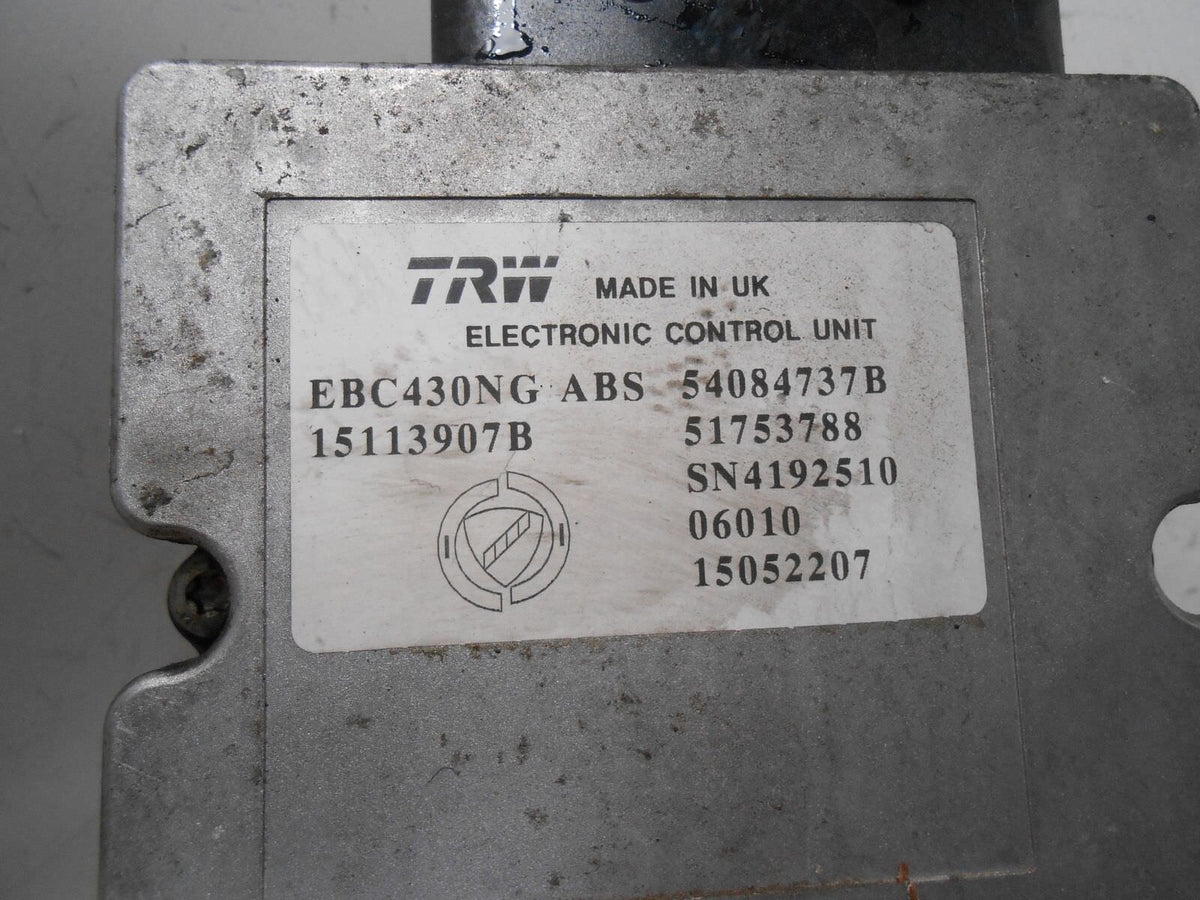 TRW MADE IN UK
ELECTRONIC CONTROL UNIT
EBC430NG ABS 54084737B
15113907B 51753788
SN4192510
06010
15052207